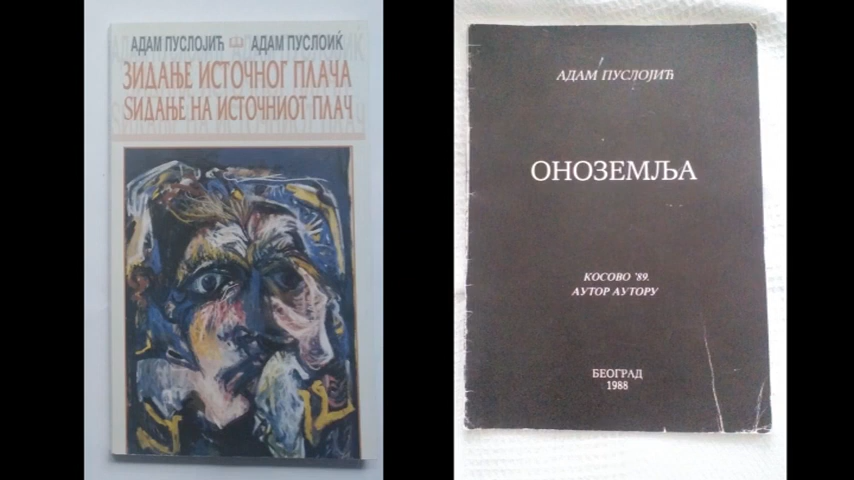 АДАМ ПУСЛОЈИЋ АДАМ ПУСЛОИЌ
ЗИДАЊЕ ИСТОЧНОГ ПЛАЧА
ЅИДАЊЕ НА ИСТОЧНИОТ ПЛАЧ
АДАМ ПУСЛОЈИЋ
ОНОЗЕМЉА
КОСОВО '89.
АУТОР АУТОРУ
БЕОГРАД
1988